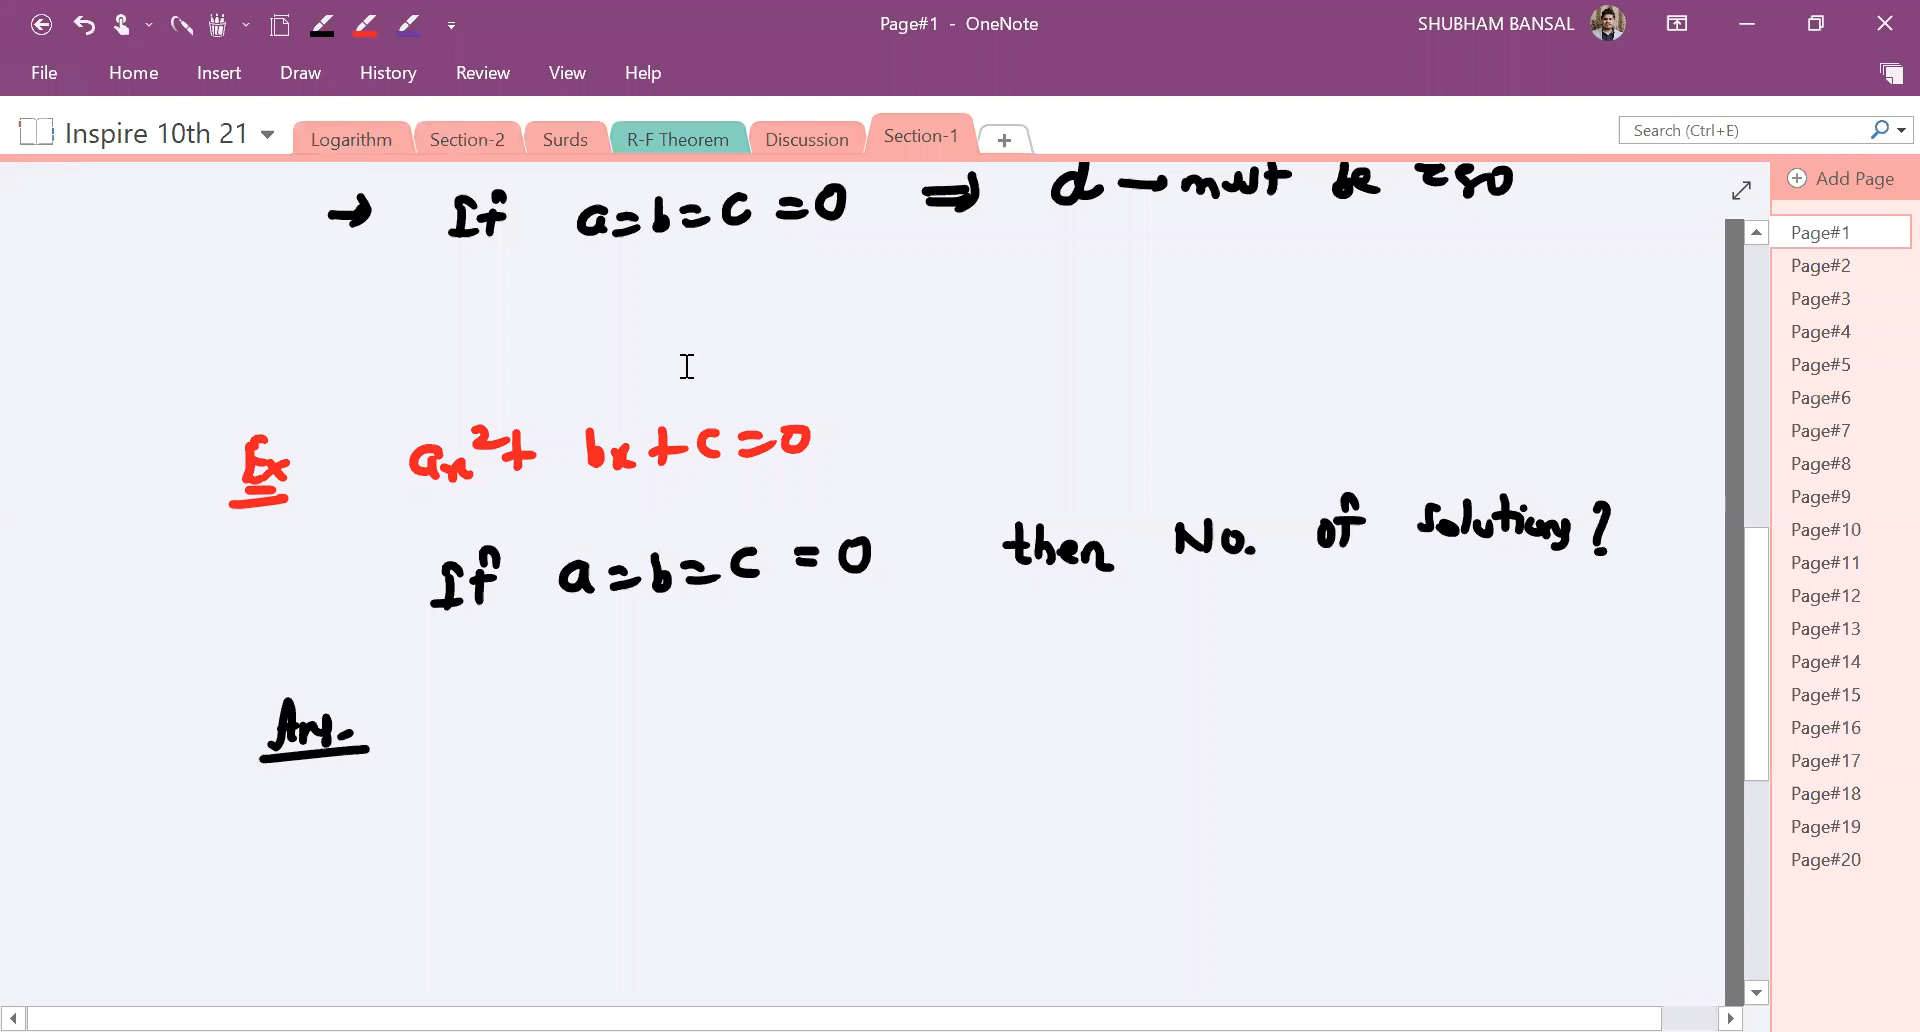 Page#1 - OneNote
SHUBHAM BANSAL
File Home Insert Draw History Review View Help
Inspire 10th 21
Logarithm Section-2 Surds R-F Theorem Discussion Section-1 +
Search (Ctrl+E)
Add Page
→ If a=b=c=0 ⇒ d → must be zero
Ex ax²+ bx+c=0
If a=b=c=0 then No. of solutions?
Ans.
Page#1
Page#2
Page#3
Page#4
Page#5
Page#6
Page#7
Page#8
Page#9
Page#10
Page#11
Page#12
Page#13
Page#14
Page#15
Page#16
Page#17
Page#18
Page#19
Page#20